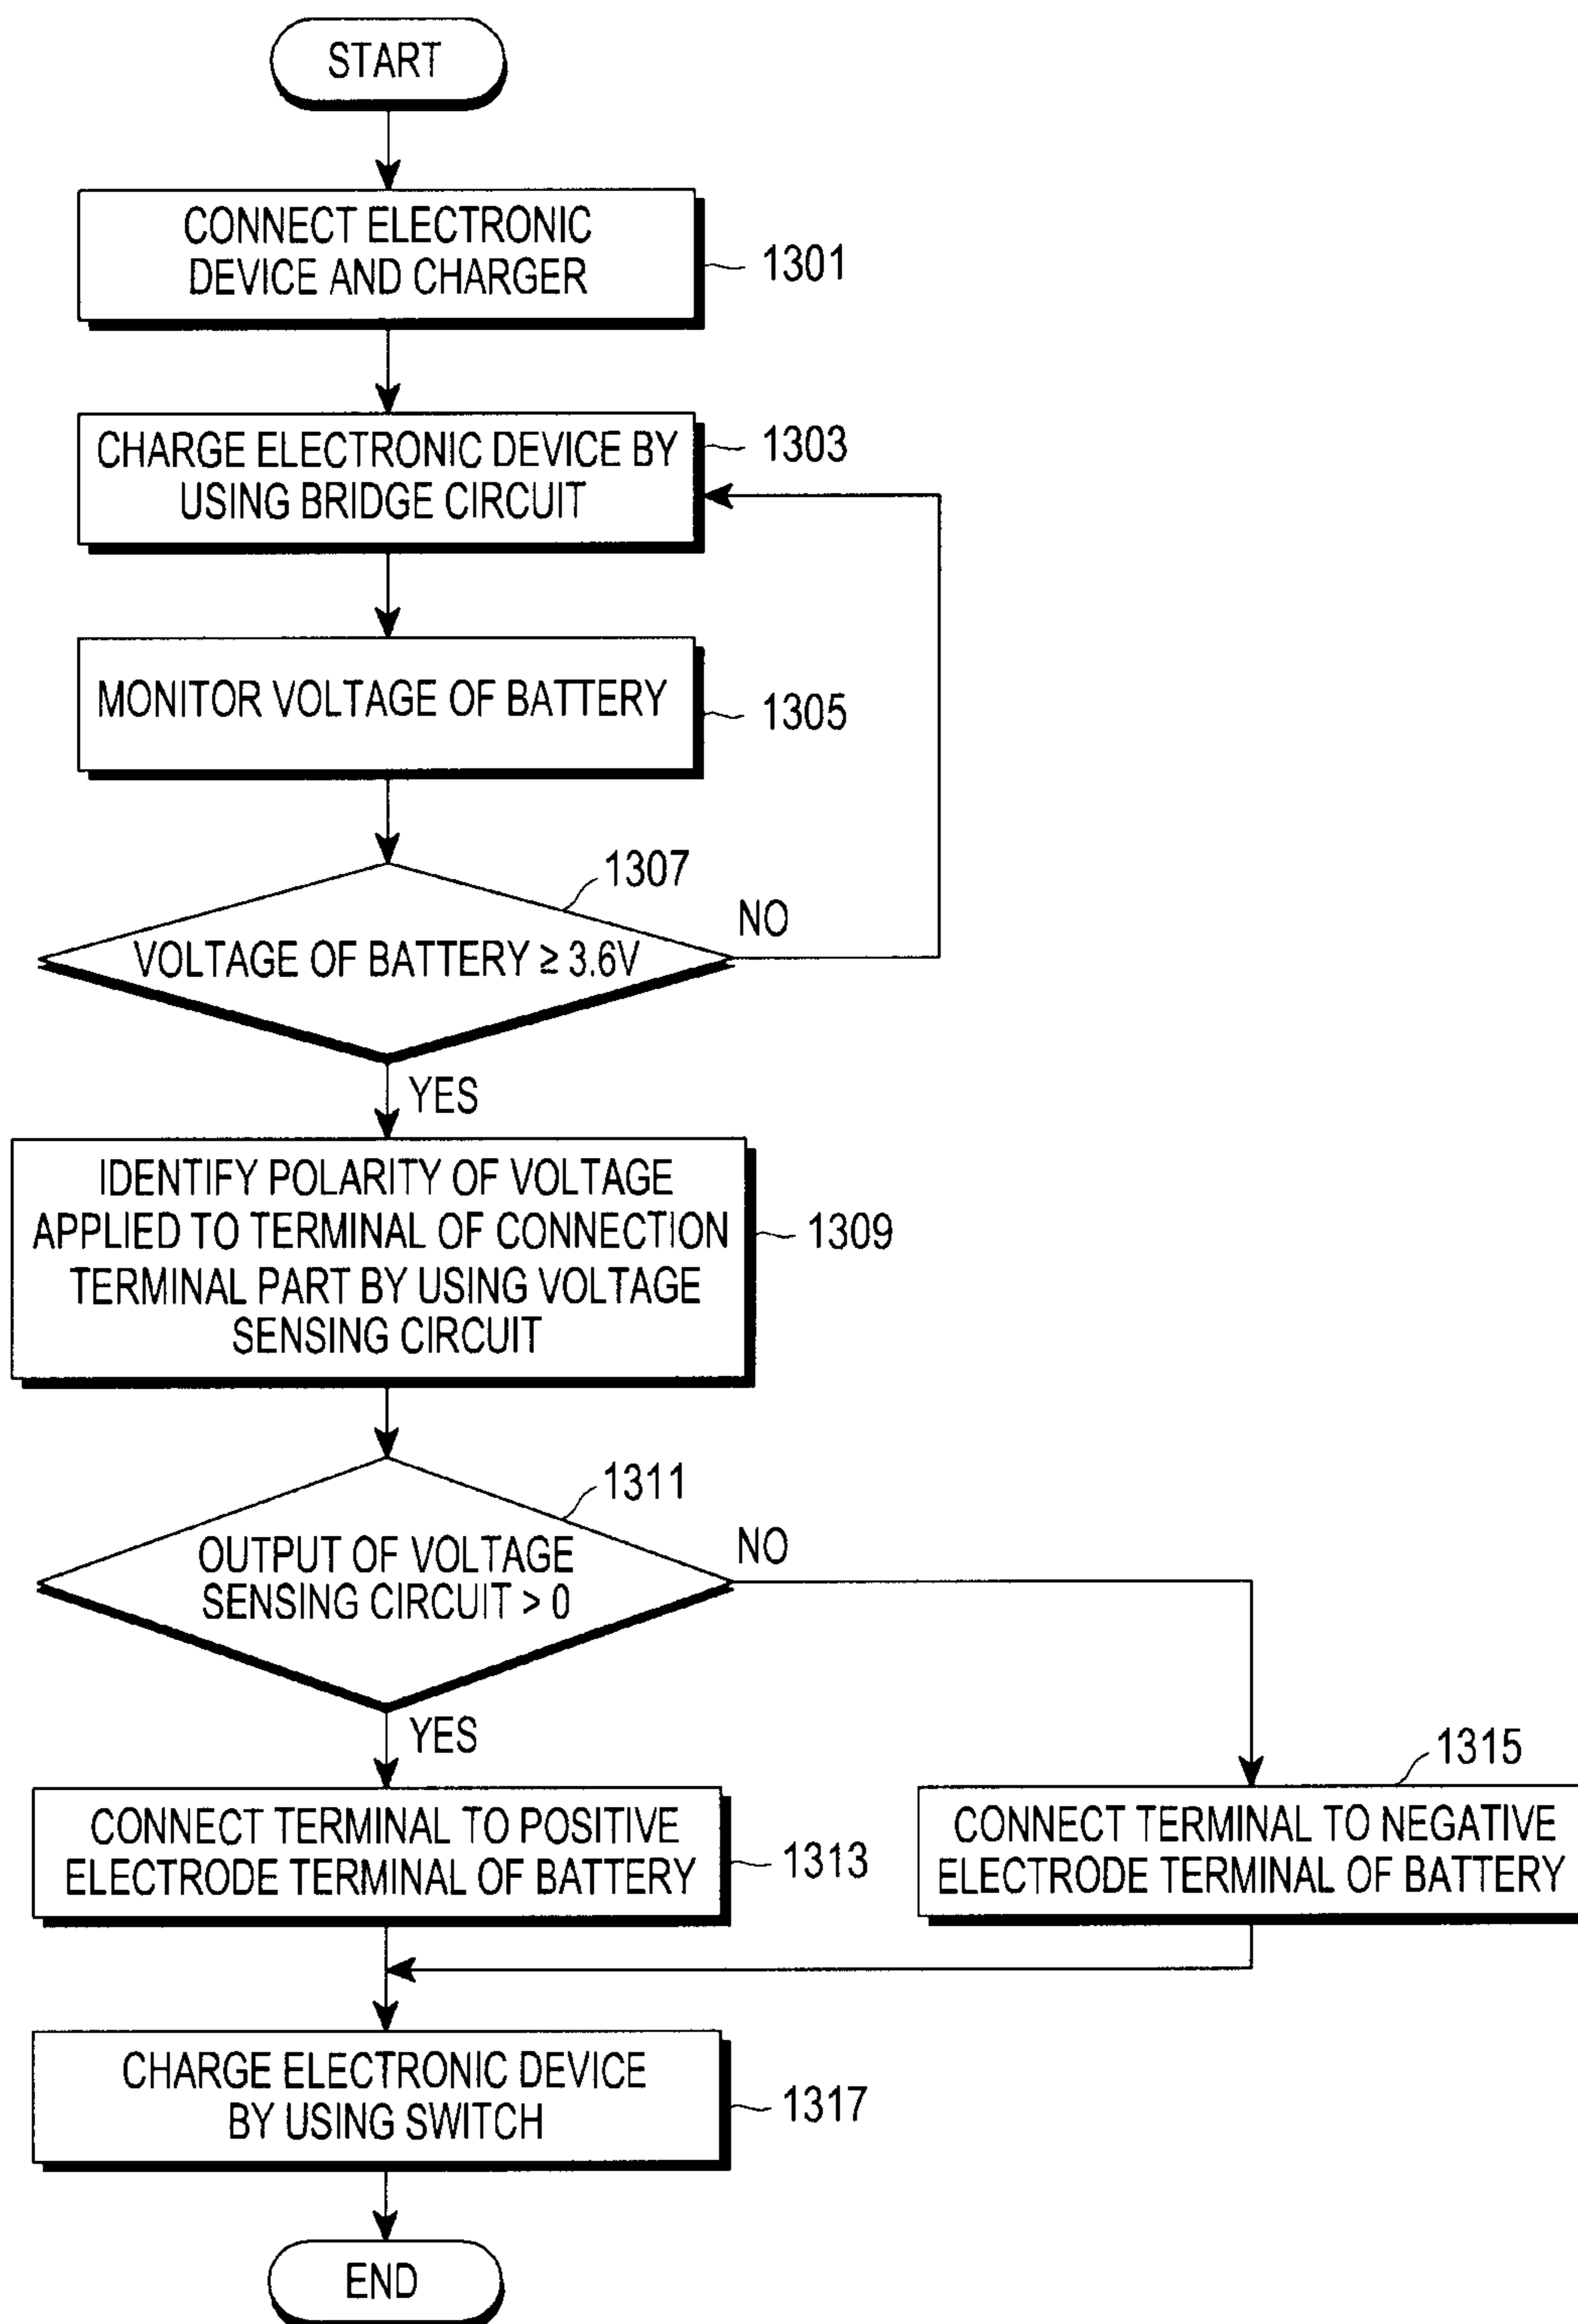 START
CONNECT ELECTRONIC
DEVICE AND CHARGER
1301
CHARGE ELECTRONIC DEVICE BY
USING BRIDGE CIRCUIT
1303
MONITOR VOLTAGE OF BATTERY
1305
1307
VOLTAGE OF BATTERY ≥ 3.6V
NO
YES
IDENTIFY POLARITY OF VOLTAGE
APPLIED TO TERMINAL OF CONNECTION
TERMINAL PART BY USING VOLTAGE
SENSING CIRCUIT
1309
1311
OUTPUT OF VOLTAGE
SENSING CIRCUIT > 0
NO
YES
CONNECT TERMINAL TO POSITIVE
ELECTRODE TERMINAL OF BATTERY
1313
1315
CONNECT TERMINAL TO NEGATIVE
ELECTRODE TERMINAL OF BATTERY
CHARGE ELECTRONIC DEVICE
BY USING SWITCH
1317
END